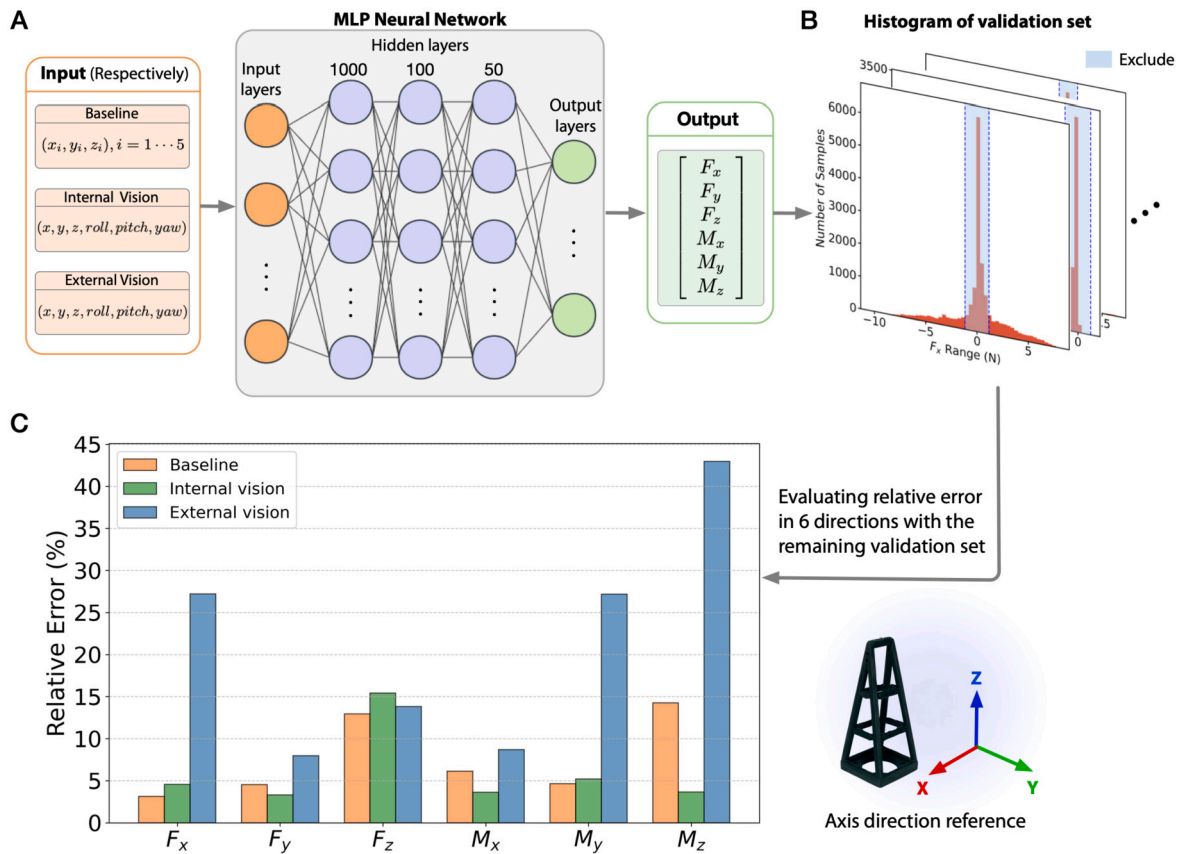 A
MLP Neural Network
Input (Respectively)
Baseline
(x_i, y_i, z_i), i = 1 ⋯ 5
Internal Vision
(x, y, z, roll, pitch, yaw)
External Vision
(x, y, z, roll, pitch, yaw)
Hidden layers
Input
layers
1000
100
50
Output
layers
Output
F_x
F_y
F_z
M_x
M_y
M_z
B
Histogram of validation set
Exclude
3500
6000
5000
4000
3000
2000
1000
0
Number of Samples
−10
−5
0
5
0
.5
F_x Range (N)
C
45
40
35
30
25
20
15
10
5
0
Relative Error (%)
Baseline
Internal vision
External vision
F_x
F_y
F_z
M_x
M_y
M_z
Evaluating relative error
in 6 directions with the
remaining validation set
Z
X
Y
Axis direction reference